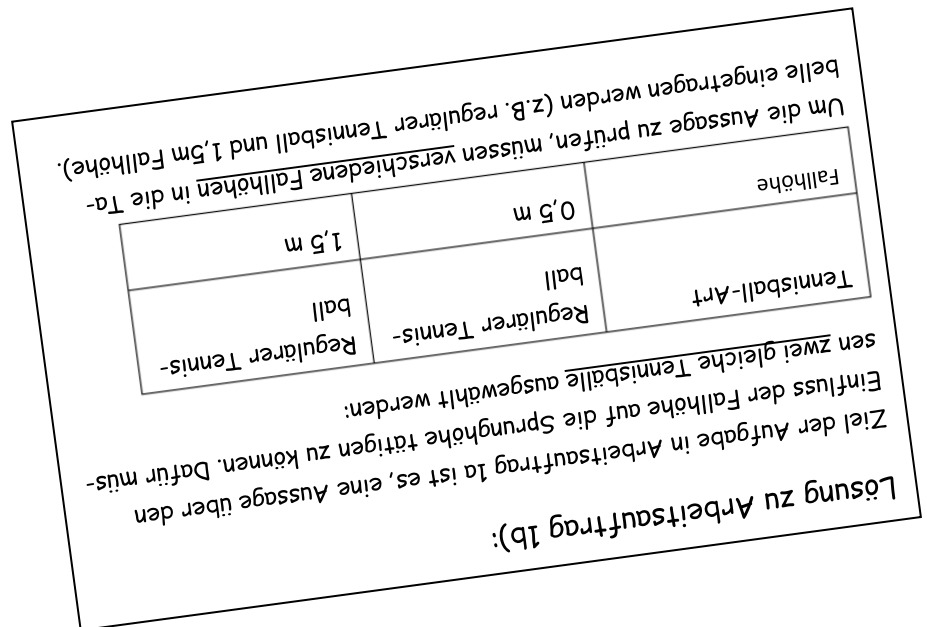 Lösung zu Arbeitsauftrag 1b):
Ziel der Aufgabe in Arbeitsauftrag 1a ist es, eine Aussage über den
Einfluss der Fallhöhe auf die Sprunghöhe tätigen zu können. Dafür müs-
sen zwei gleiche Tennisbälle ausgewählt werden:
Tennisball-Art
Regulärer Tennis-
ball
Regulärer Tennis-
ball
Fallhöhe
0,5 m
1,5 m
Um die Aussage zu prüfen, müssen verschiedene Fallhöhen in die Ta-
belle eingetragen werden (z.B. regulärer Tennisball und 1,5m Fallhöhe).